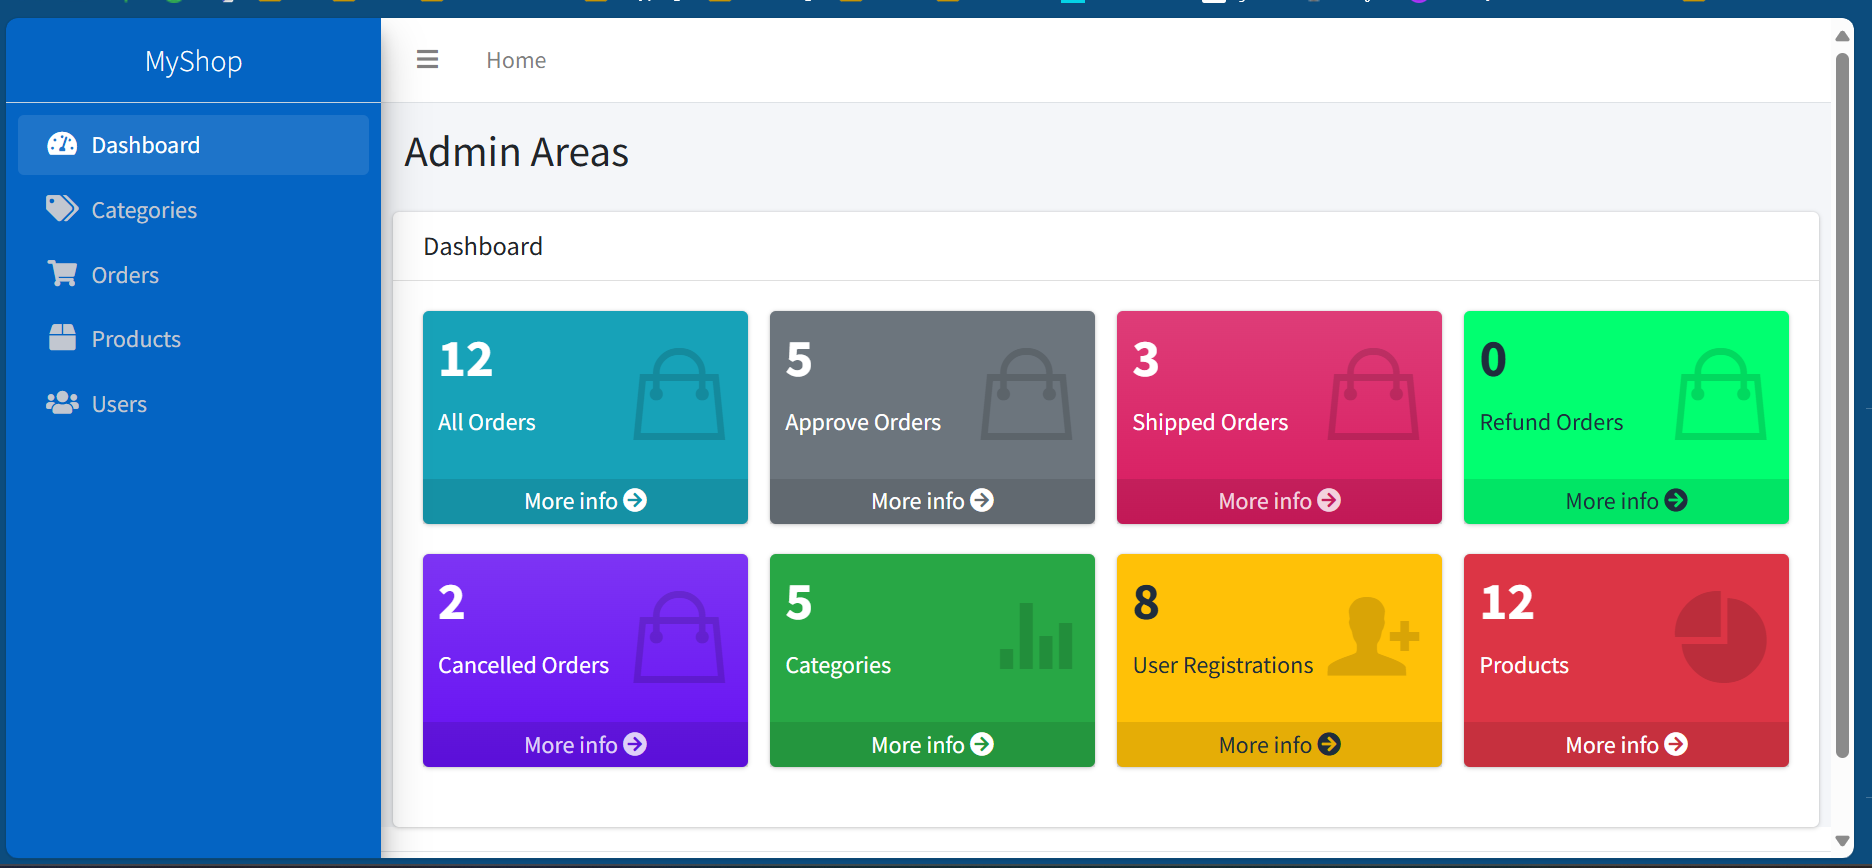 MyShop
Home
Dashboard
Categories
Orders
Products
Users
Admin Areas
Dashboard
12
All Orders
More info
5
Approve Orders
More info
3
Shipped Orders
More info
0
Refund Orders
More info
2
Cancelled Orders
More info
5
Categories
More info
8
User Registrations
More info
12
Products
More info